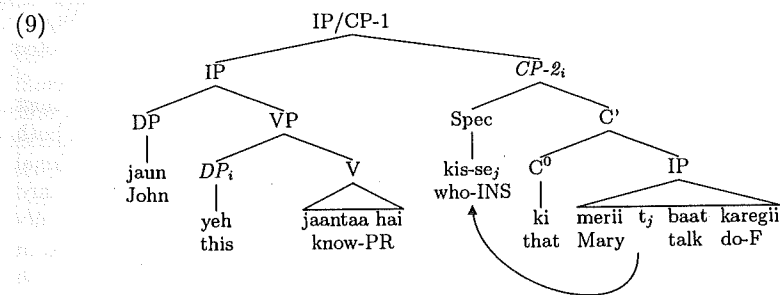 (9)
IP/CP-1
IP CP-2i
DP VP Spec C'
jaun DPi V kis-sej C0 IP
John who-INS
yeh jaantaa hai ki merii tj baat karegii
this know-PR that Mary talk do-F